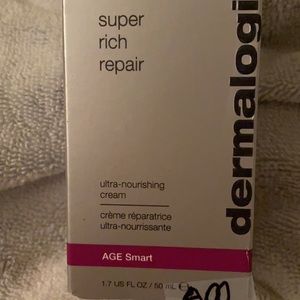 super
rich
repair
dermalogi
ultra-nourishing
cream
crème réparatrice
ultra-nourrissante
AGE Smart
1.7 US FL OZ / 50 mL e